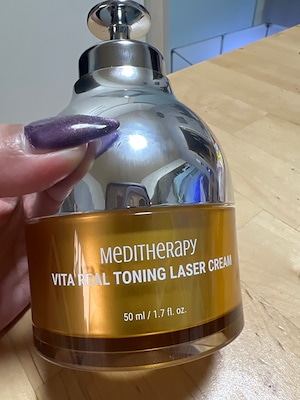 MEDITHERAPY
VITA REAL TONING LASER CREAM
50 ml / 1.7 fl. oz.